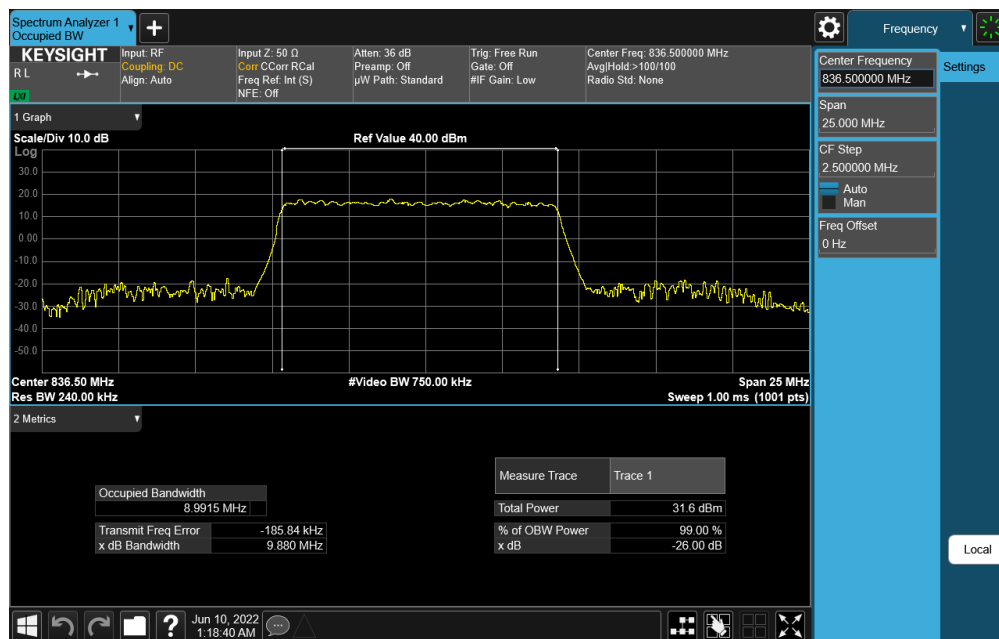 Spectrum Analyzer 1
Occupied BW
Frequency
KEYSIGHT
R L
LXI
Input: RF
Coupling: DC
Align: Auto
Input Z: 50 Ω
Corr CCorr RCal
Freq Ref: Int (S)
NFE: Off
Atten: 36 dB
Preamp: Off
µW Path: Standard
Trig: Free Run
Gate: Off
#IF Gain: Low
Center Freq: 836.500000 MHz
Avg|Hold:>100/100
Radio Std: None
Center Frequency
836.500000 MHz
Settings
Span
25.000 MHz
CF Step
2.500000 MHz
Auto
Man
Freq Offset
0 Hz
Local
1 Graph
Scale/Div 10.0 dB
Ref Value 40.00 dBm
Log
30.0
20.0
10.0
0.00
-10.0
-20.0
-30.0
-40.0
-50.0
Center 836.50 MHz
#Video BW 750.00 kHz
Span 25 MHz
Res BW 240.00 kHz
Sweep 1.00 ms (1001 pts)
2 Metrics
Occupied Bandwidth
8.9915 MHz
Transmit Freq Error -185.84 kHz
x dB Bandwidth 9.880 MHz
Measure Trace Trace 1
Total Power 31.6 dBm
% of OBW Power 99.00 %
x dB -26.00 dB
Jun 10, 2022
1:18:40 AM